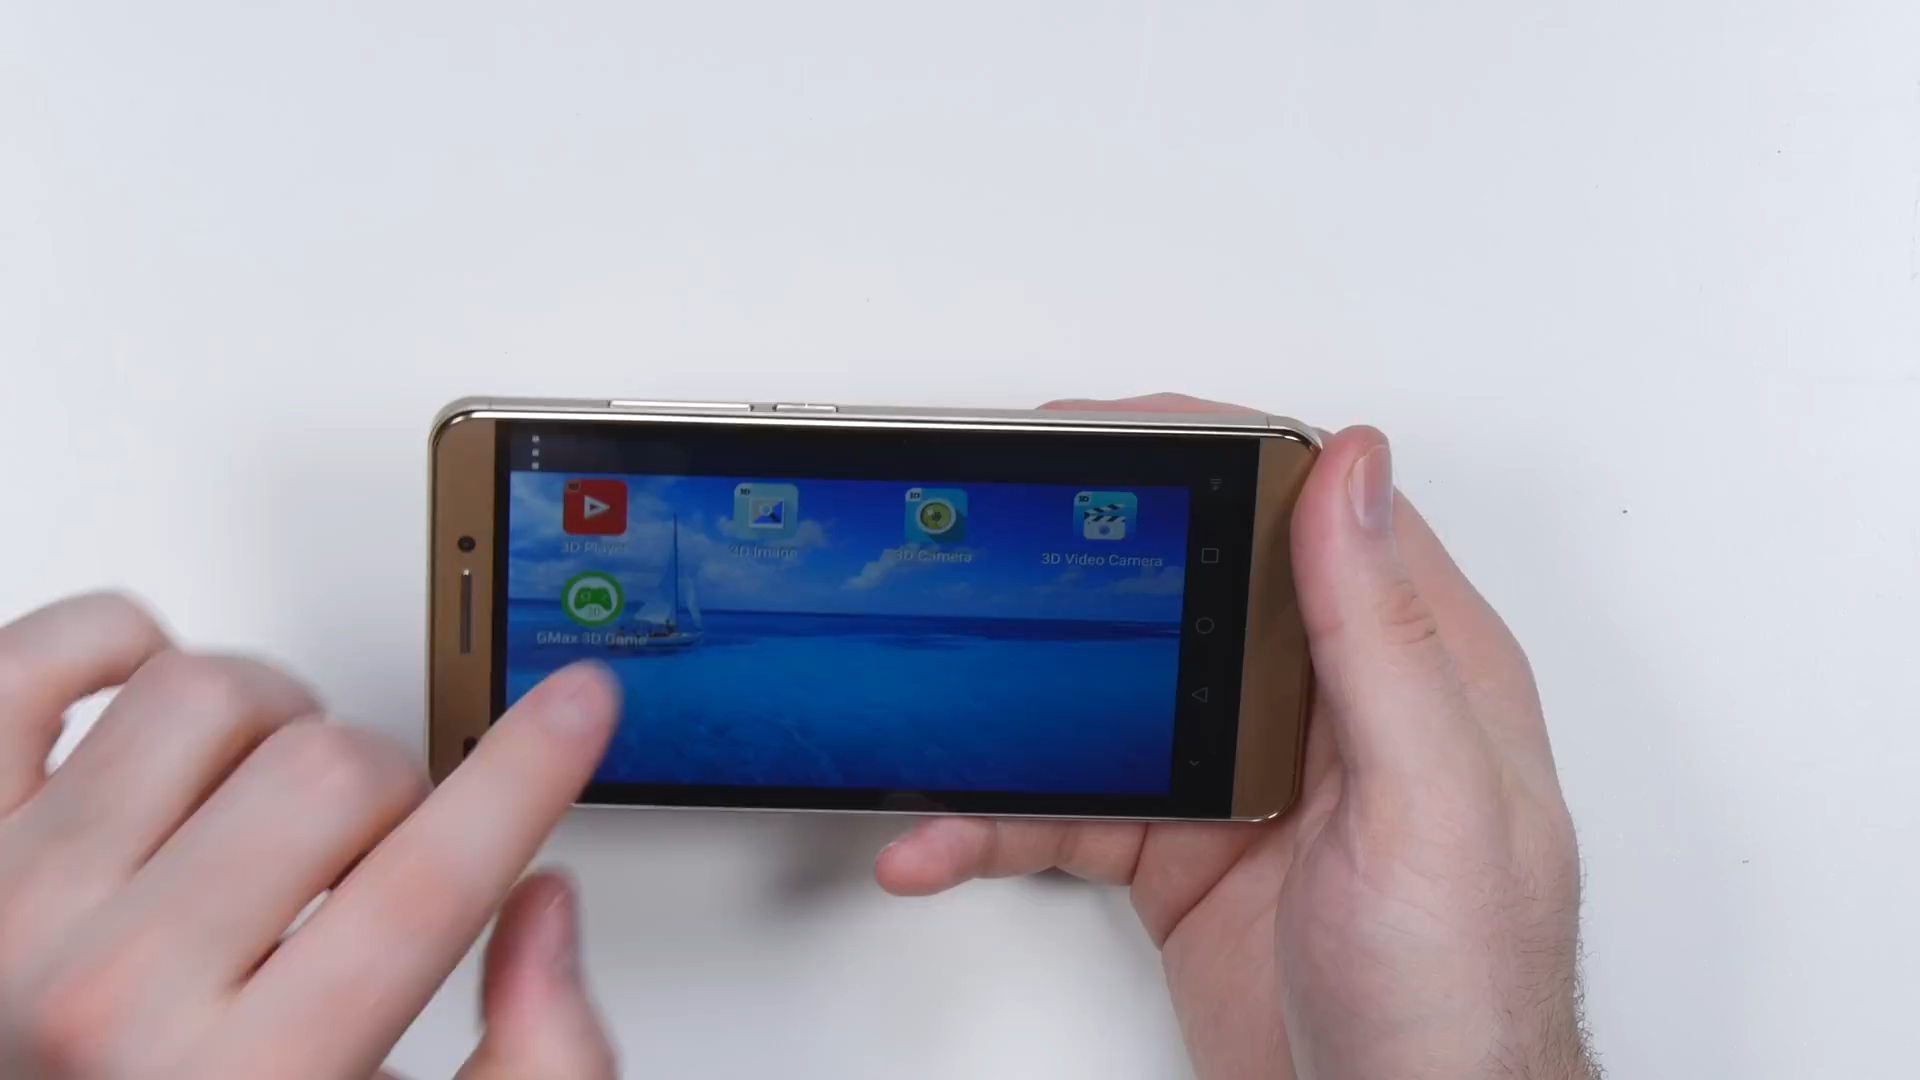 3D Player
3D Image
3D Camera
3D Video Camera
GMax 3D Game